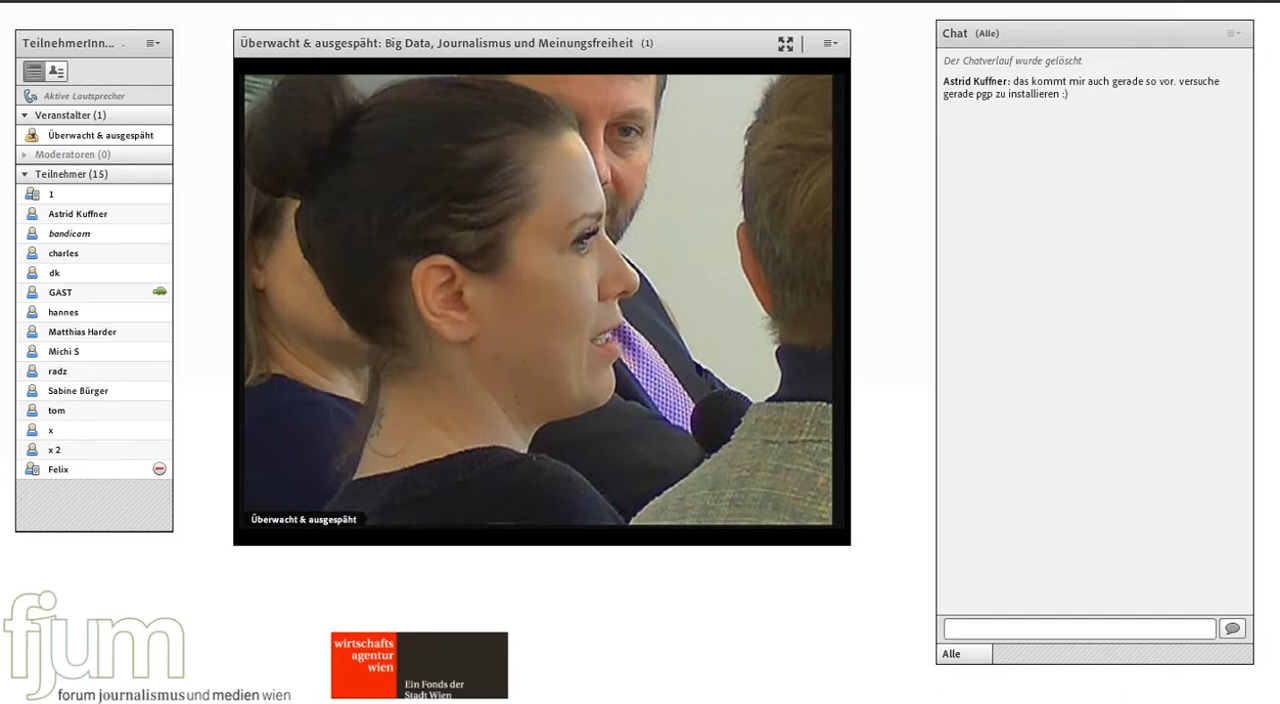 TeilnehmerInn... .
Aktive Lautsprecher
Veranstalter (1)
Überwacht & ausgespäht
Moderatoren (0)
Teilnehmer (15)
1
Astrid Kuffner
bandicam
charles
dk
GAST
hannes
Matthias Harder
Michi S
radz
Sabine Bürger
tom
x
x 2
Felix
Überwacht & ausgespäht: Big Data, Journalismus und Meinungsfreiheit (1)
Überwacht & ausgespäht
Chat (Alle)
Der Chatverlauf wurde gelöscht.
Astrid Kuffner: das kommt mir auch gerade so vor. versuche
gerade pgp zu installieren :)
Alle
fjum
forum journalismus und medien wien
wirtschafts
agentur
wien
Ein Fonds der
Stadt Wien